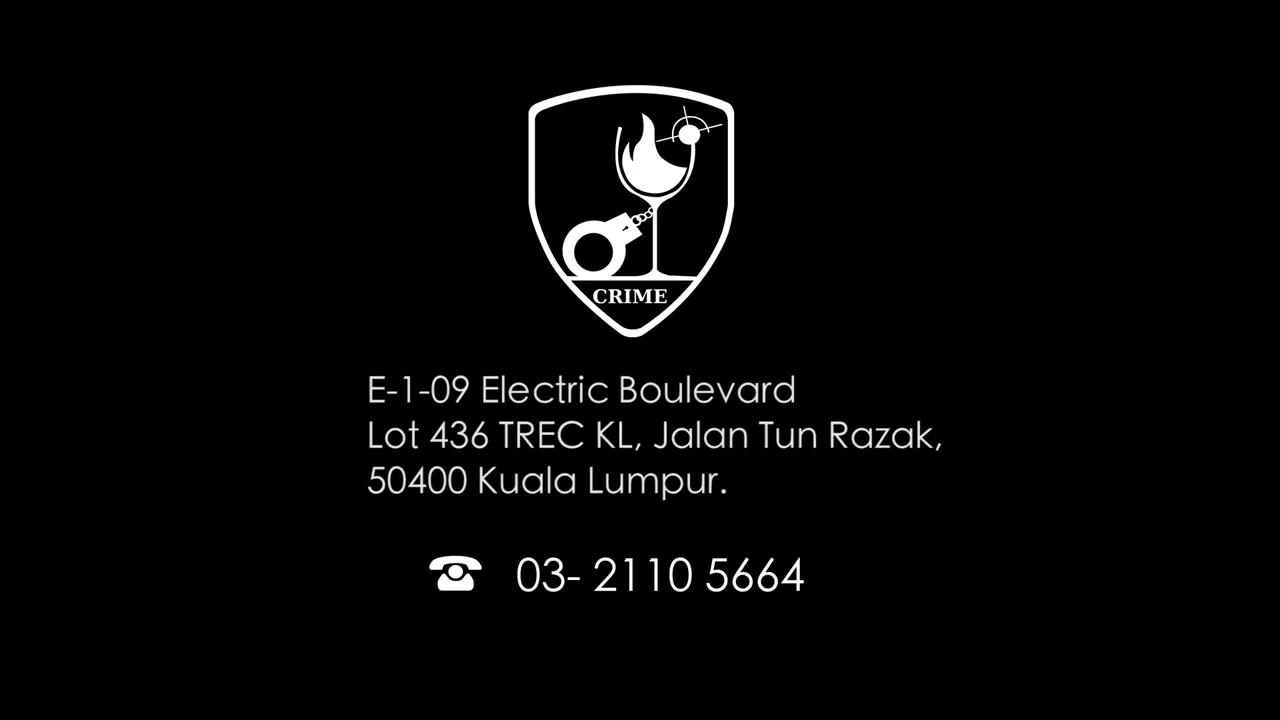 CRIME
E-1-09 Electric Boulevard
Lot 436 TREC KL, Jalan Tun Razak,
50400 Kuala Lumpur.
03- 2110 5664